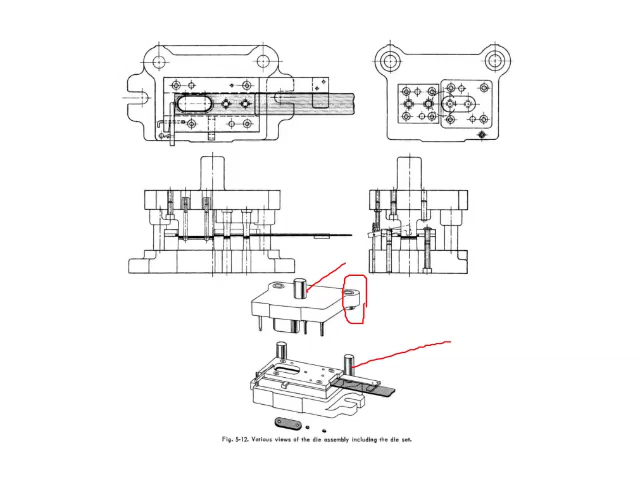 Fig. 5-12. Various views of the die assembly including the die set.